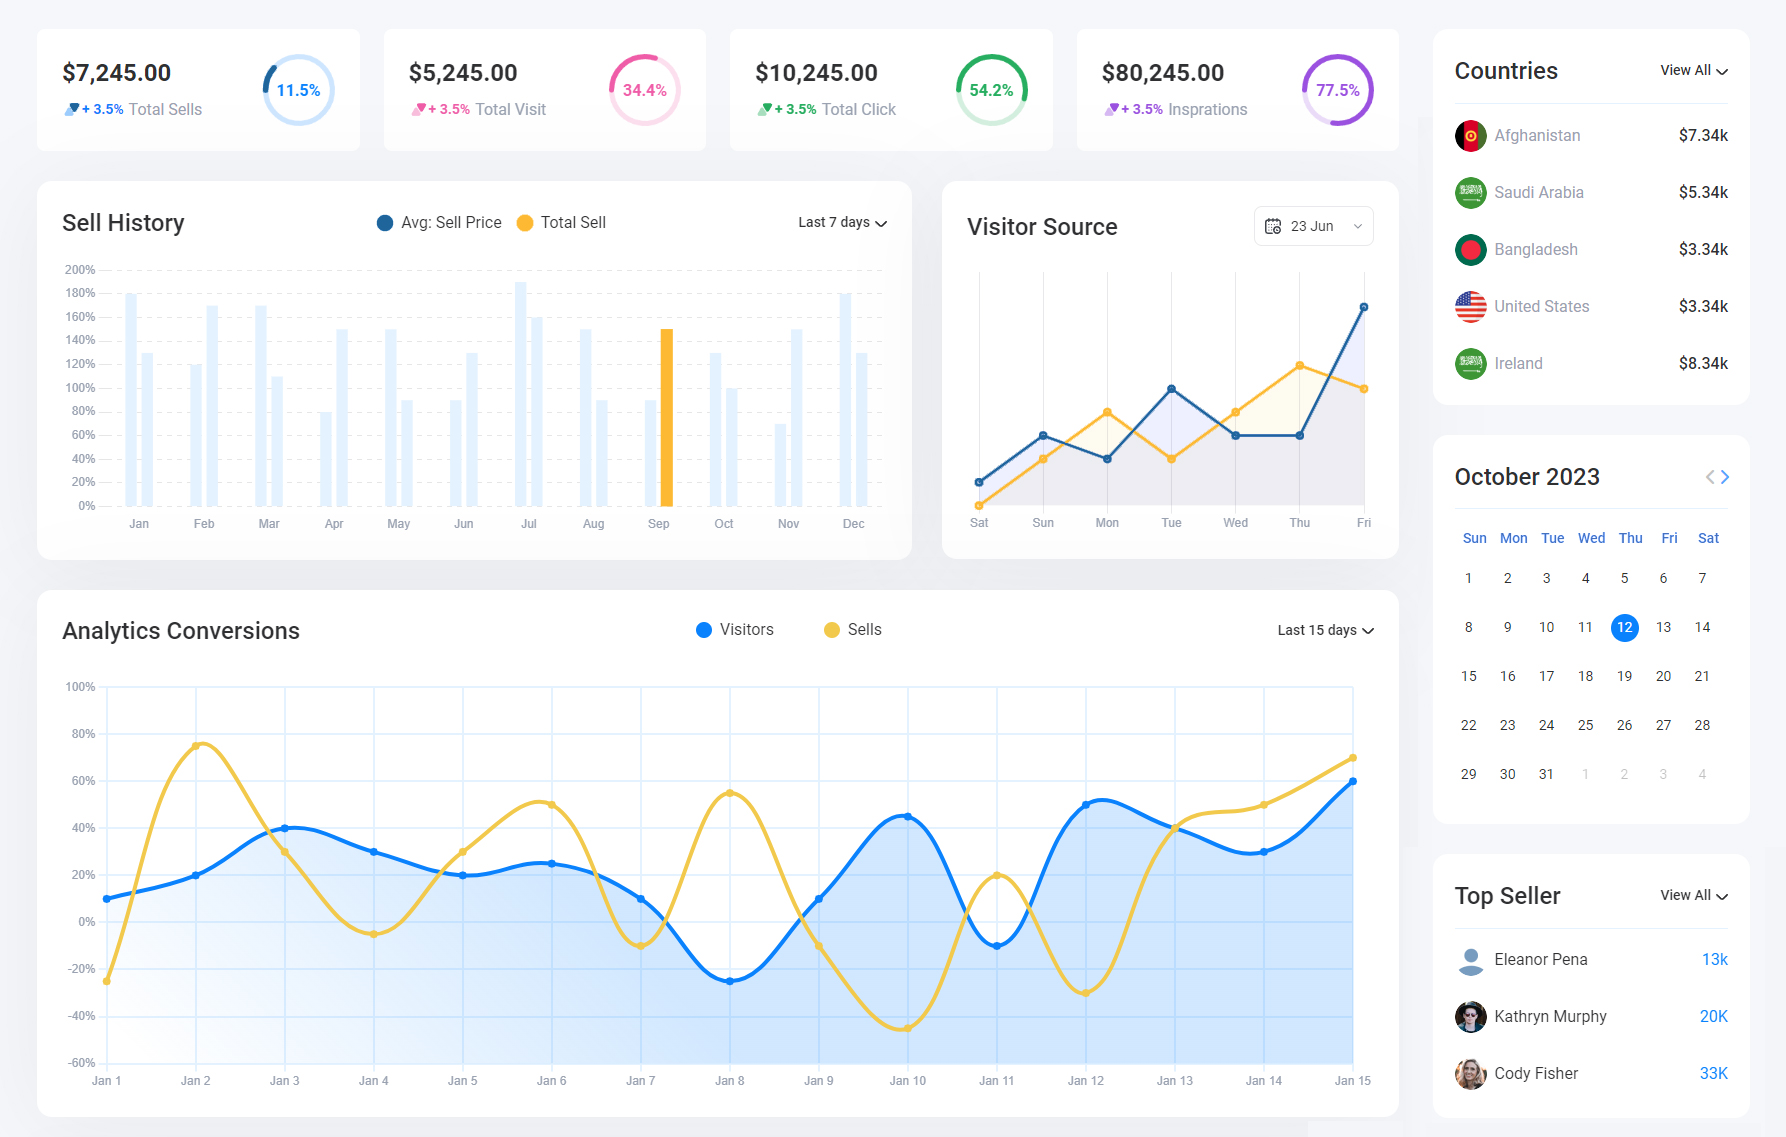 $7,245.00
+ 3.5% Total Sells
11.5%
$5,245.00
+ 3.5% Total Visit
34.4%
$10,245.00
+ 3.5% Total Click
54.2%
$80,245.00
+ 3.5% Insprations
77.5%
Sell History
Avg: Sell Price Total Sell
Last 7 days
200%
180%
160%
140%
120%
100%
80%
60%
40%
20%
0%
Jan Feb Mar Apr May Jun Jul Aug Sep Oct Nov Dec
Visitor Source
23 Jun
Sat Sun Mon Tue Wed Thu Fri
Analytics Conversions
Visitors Sells
Last 15 days
100%
80%
60%
40%
20%
0%
-20%
-40%
-60%
Jan 1 Jan 2 Jan 3 Jan 4 Jan 5 Jan 6 Jan 7 Jan 8 Jan 9 Jan 10 Jan 11 Jan 12 Jan 13 Jan 14 Jan 15
Countries View All
Afghanistan $7.34k
Saudi Arabia $5.34k
Bangladesh $3.34k
United States $3.34k
Ireland $8.34k
October 2023
Sun Mon Tue Wed Thu Fri Sat
1 2 3 4 5 6 7
8 9 10 11 12 13 14
15 16 17 18 19 20 21
22 23 24 25 26 27 28
29 30 31 1 2 3 4
Top Seller View All
Eleanor Pena 13k
Kathryn Murphy 20K
Cody Fisher 33K